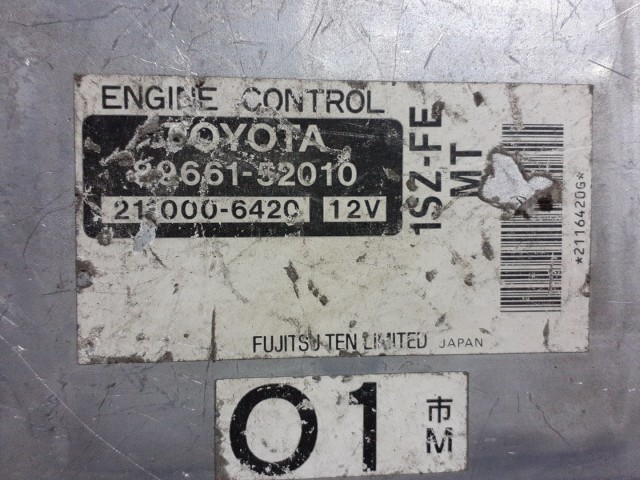 ENGINE CONTROL
TOYOTA
89661-52010
211000-6420 12V
1SZ-FE
MT
*2116420G*
FUJITSU TEN LIMITED JAPAN
01
市
M